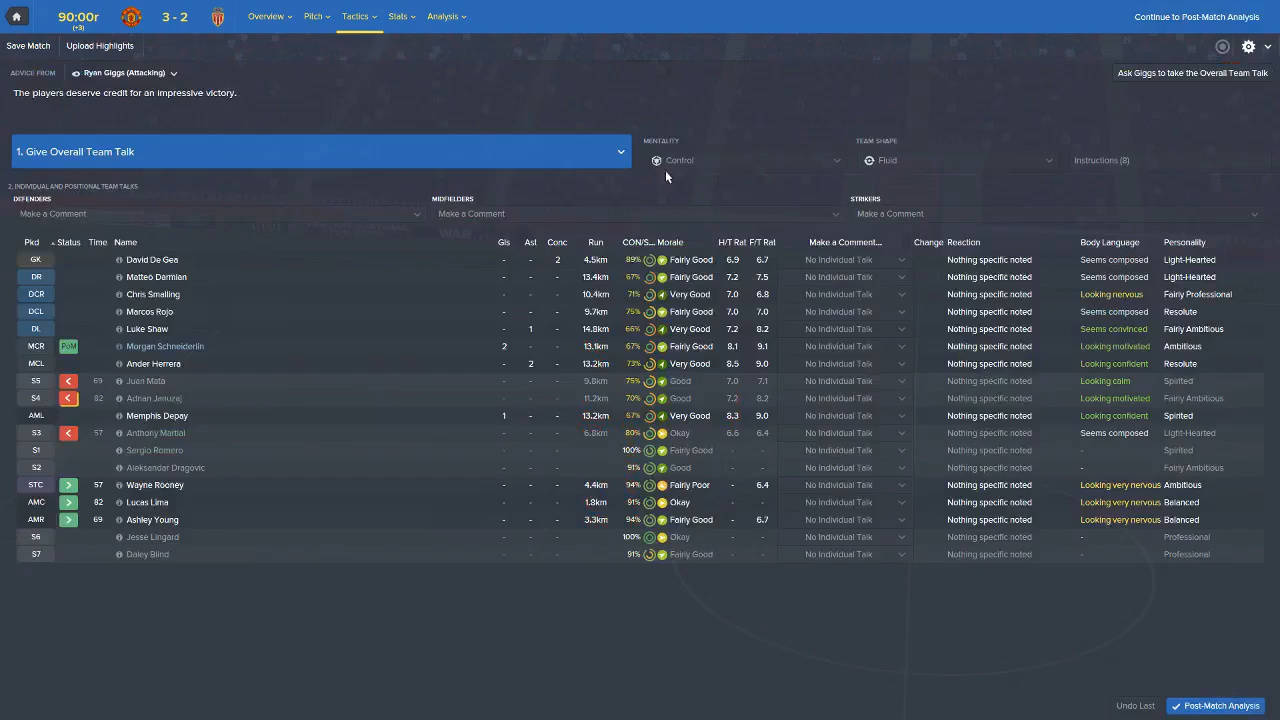 90:00r
(+3)
3 - 2
Overview
Pitch
Tactics
Stats
Analysis
Continue to Post-Match Analysis
Save Match
Upload Highlights
ADVICE FROM
Ryan Giggs (Attacking)
Ask Giggs to take the Overall Team Talk
The players deserve credit for an impressive victory.
1. Give Overall Team Talk
MENTALITY
Control
TEAM SHAPE
Fluid
Instructions (8)
2. INDIVIDUAL AND POSITIONAL TEAM TALKS
DEFENDERS
MIDFIELDERS
STRIKERS
Make a Comment
Make a Comment
Make a Comment
Pkd Status Time Name Gls Ast Conc Run CON/S... Morale H/T Rat F/T Rat Make a Comment... Change Reaction Body Language Personality
GK David De Gea - - 2 4.5km 89% Fairly Good 6.9 6.7 No Individual Talk Nothing specific noted Seems composed Light-Hearted
DR Matteo Darmian - - - 13.4km 67% Fairly Good 7.2 7.5 No Individual Talk Nothing specific noted Seems composed Light-Hearted
DCR Chris Smalling - - - 10.4km 71% Very Good 7.0 6.8 No Individual Talk Nothing specific noted Looking nervous Fairly Professional
DCL Marcos Rojo - - - 9.7km 75% Fairly Good 7.0 7.0 No Individual Talk Nothing specific noted Seems composed Resolute
DL Luke Shaw - 1 - 14.8km 66% Very Good 7.2 8.2 No Individual Talk Nothing specific noted Seems convinced Fairly Ambitious
MCR PoM Morgan Schneiderlin 2 - - 13.1km 67% Fairly Good 8.1 9.1 No Individual Talk Nothing specific noted Looking motivated Ambitious
MCL Ander Herrera - 2 - 13.2km 73% Very Good 8.5 9.0 No Individual Talk Nothing specific noted Looking confident Resolute
S5 69 Juan Mata - - - 9.8km 75% Good 7.0 7.1 No Individual Talk Nothing specific noted Looking calm Spirited
S4 82 Adnan Januzaj - - - 11.2km 70% Good 7.2 8.2 No Individual Talk Nothing specific noted Looking motivated Fairly Ambitious
AML Memphis Depay 1 - - 13.2km 67% Very Good 8.3 9.0 No Individual Talk Nothing specific noted Looking confident Spirited
S3 57 Anthony Martial - - - 6.8km 80% Okay 6.6 6.4 No Individual Talk Nothing specific noted Seems composed Light-Hearted
S1 Sergio Romero - - - 100% Fairly Good - - No Individual Talk Nothing specific noted - Spirited
S2 Aleksandar Dragovic - - - 91% Good - - No Individual Talk Nothing specific noted - Fairly Ambitious
STC 57 Wayne Rooney - - - 4.4km 94% Fairly Poor - 6.4 No Individual Talk Nothing specific noted Looking very nervous Ambitious
AMC 82 Lucas Lima - - - 1.8km 91% Okay - - No Individual Talk Nothing specific noted Looking very nervous Balanced
AMR 69 Ashley Young - - - 3.3km 94% Fairly Good - 6.7 No Individual Talk Nothing specific noted Looking very nervous Balanced
S6 Jesse Lingard - - - 100% Okay - - No Individual Talk Nothing specific noted - Professional
S7 Daley Blind - - - 91% Fairly Good - - No Individual Talk Nothing specific noted - Professional
Undo Last
Post-Match Analysis